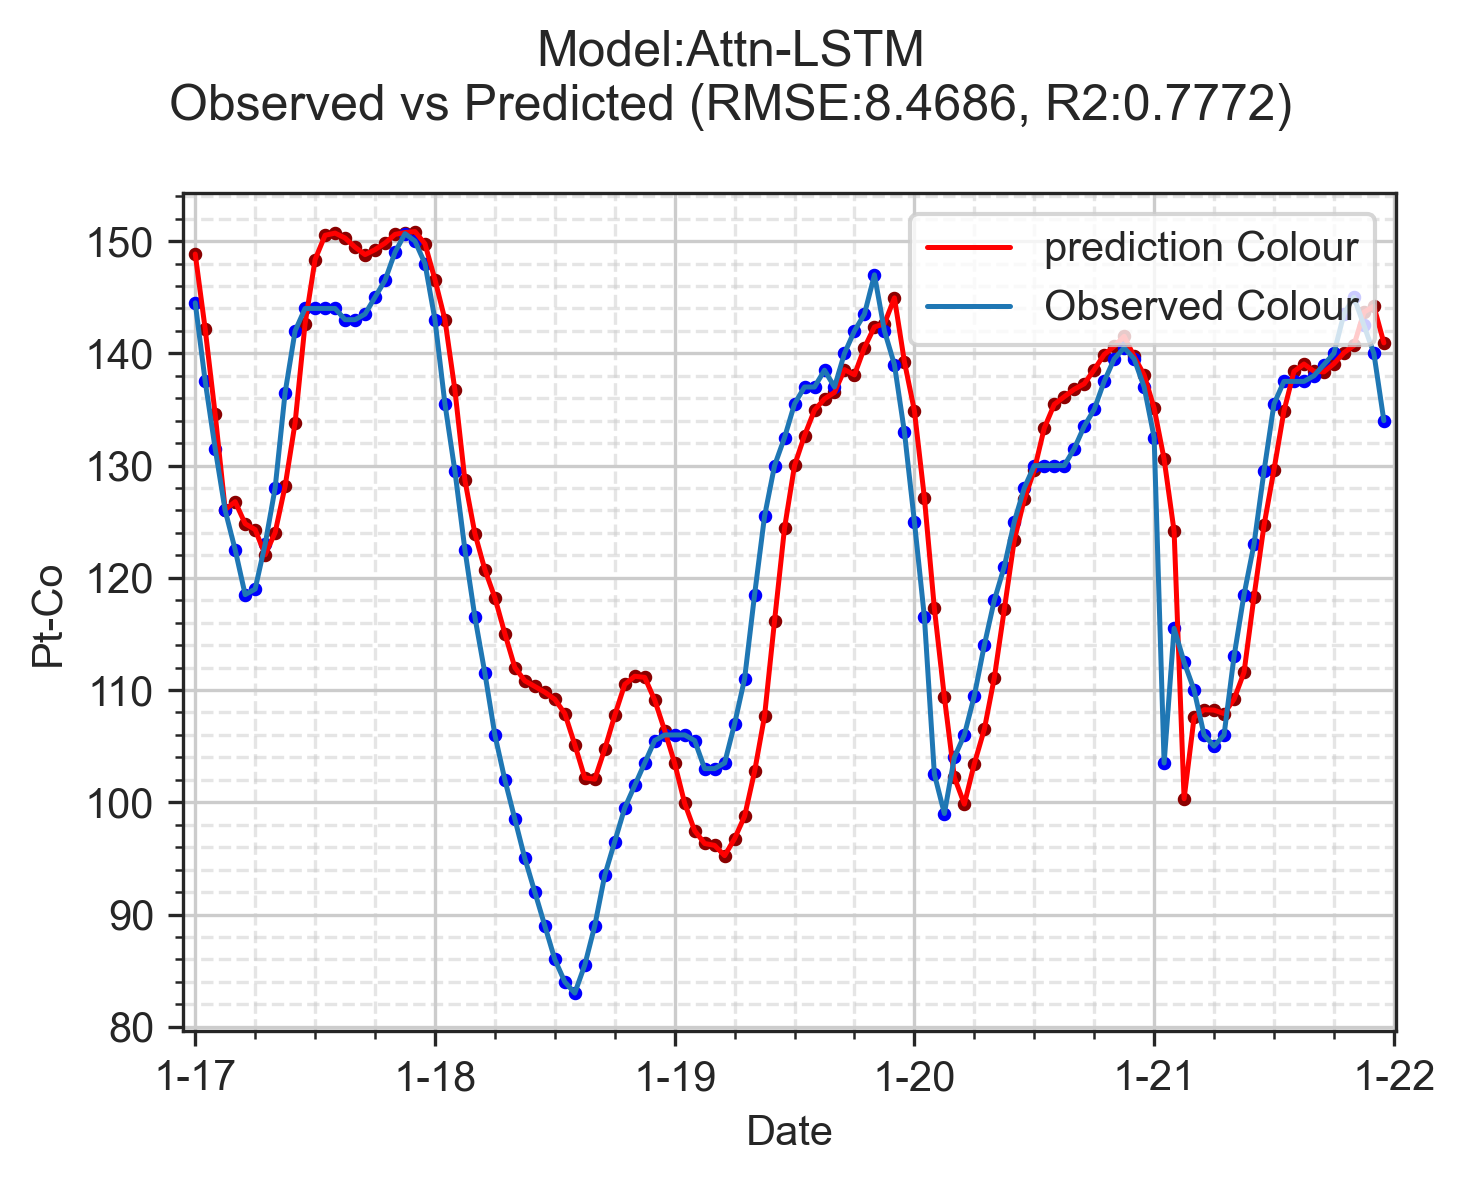 Model:Attn-LSTM
Observed vs Predicted (RMSE:8.4686, R2:0.7772)
prediction Colour
Observed Colour
Pt-Co
150
140
130
120
110
100
90
80
1-17 1-18 1-19 1-20 1-21 1-22
Date